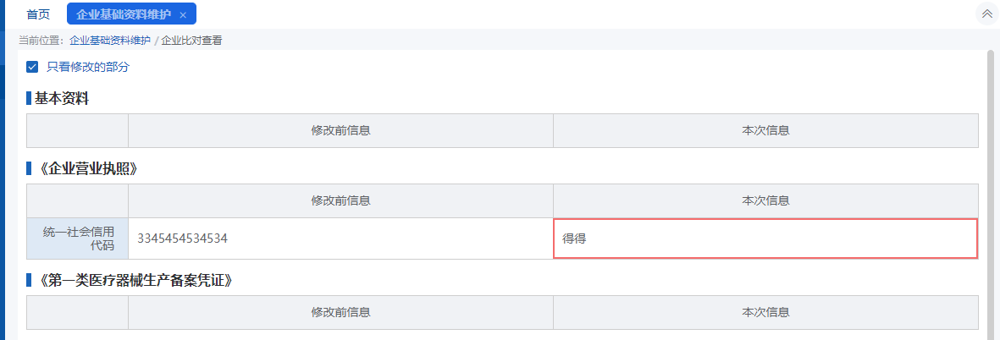 首页 企业基础资料维护 ×
当前位置: 企业基础资料维护 / 企业比对查看
只看修改的部分
基本资料
修改前信息 本次信息
《企业营业执照》
修改前信息 本次信息
统一社会信用
代码 3345454534534 得得
《第一类医疗器械生产备案凭证》
修改前信息 本次信息